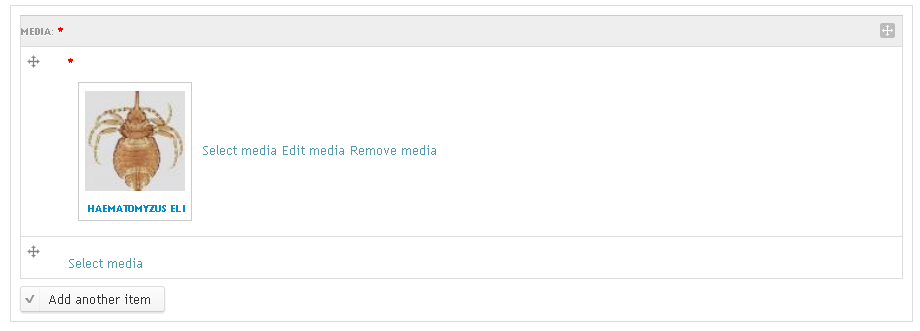 MEDIA: *
*
Select media Edit media Remove media
HAEMATOMYZUS ELI
Select media
Add another item